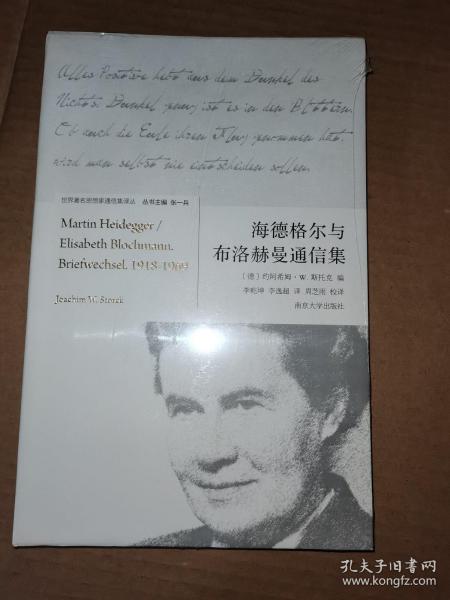 Alles Positive lebt aus dem Dunkel des
Nichts. Dunkel genug ist es in den Blättern.
Ob auch die Eule ihren Flug genommen hat,
wird man selbst nie entscheiden sollen.
世界著名思想家通信集译丛 丛书主编 张一兵
Martin Heidegger /
Elisabeth Blochmann.
Briefwechsel. 1918-1969
Joachim W. Storck
海德格尔与
布洛赫曼通信集
〔德〕约阿希姆·W. 斯托克 编
李乾坤 李逸超 译 周芝雨 校译
南京大学出版社
孔夫子旧书网
www.kongfz.com